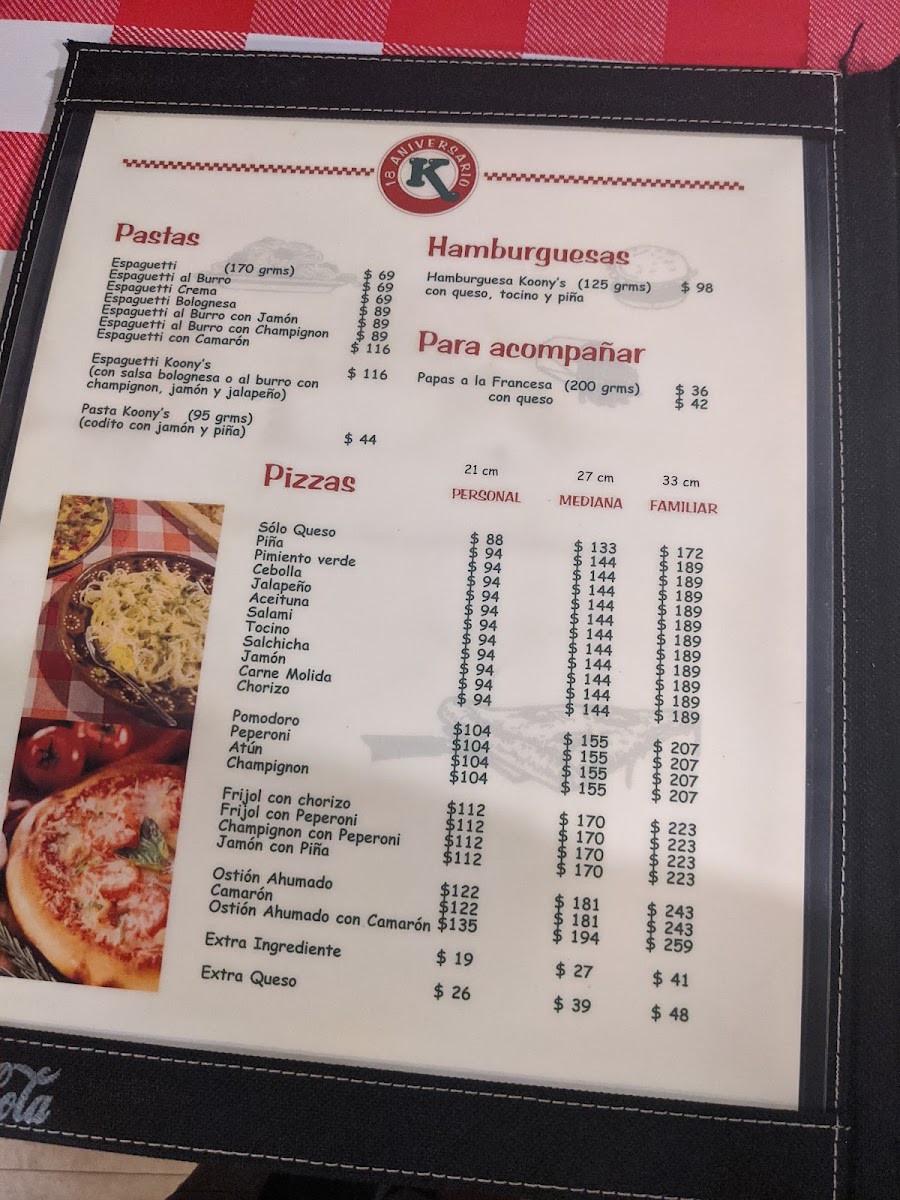 18 ANIVERSARIO
K
Pastas
Espaguetti (170 grms) $ 69
Espaguetti al Burro $ 69
Espaguetti Crema $ 69
Espaguetti Bolognesa $ 89
Espaguetti al Burro con Jamón $ 89
Espaguetti al Burro con Champignon $ 89
Espaguetti con Camarón $ 116
Espaguetti Koony's $ 116
(con salsa bolognesa o al burro con
champignon, jamón y jalapeño)
Pasta Koony's (95 grms)
(codito con jamón y piña) $ 44
Hamburguesas
Hamburguesa Koony's (125 grms) $ 98
con queso, tocino y piña
Para acompañar
Papas a la Francesa (200 grms) $ 36
con queso $ 42
Pizzas
21 cm 27 cm 33 cm
PERSONAL MEDIANA FAMILIAR
Sólo Queso $ 88 $ 133 $ 172
Piña $ 94 $ 144 $ 189
Pimiento verde $ 94 $ 144 $ 189
Cebolla $ 94 $ 144 $ 189
Jalapeño $ 94 $ 144 $ 189
Aceituna $ 94 $ 144 $ 189
Salami $ 94 $ 144 $ 189
Tocino $ 94 $ 144 $ 189
Salchicha $ 94 $ 144 $ 189
Jamón $ 94 $ 144 $ 189
Carne Molida $ 94 $ 144 $ 189
Chorizo $ 94 $ 144 $ 189
Pomodoro $104 $ 155 $ 207
Peperoni $104 $ 155 $ 207
Atún $104 $ 155 $ 207
Champignon $104 $ 155 $ 207
Frijol con chorizo $112 $ 170 $ 223
Frijol con Peperoni $112 $ 170 $ 223
Champignon con Peperoni $112 $ 170 $ 223
Jamón con Piña $112 $ 170 $ 223
Ostión Ahumado $122 $ 181 $ 243
Camarón $122 $ 181 $ 243
Ostión Ahumado con Camarón $135 $ 194 $ 259
Extra Ingrediente $ 19 $ 27 $ 41
Extra Queso $ 26 $ 39 $ 48
Cola